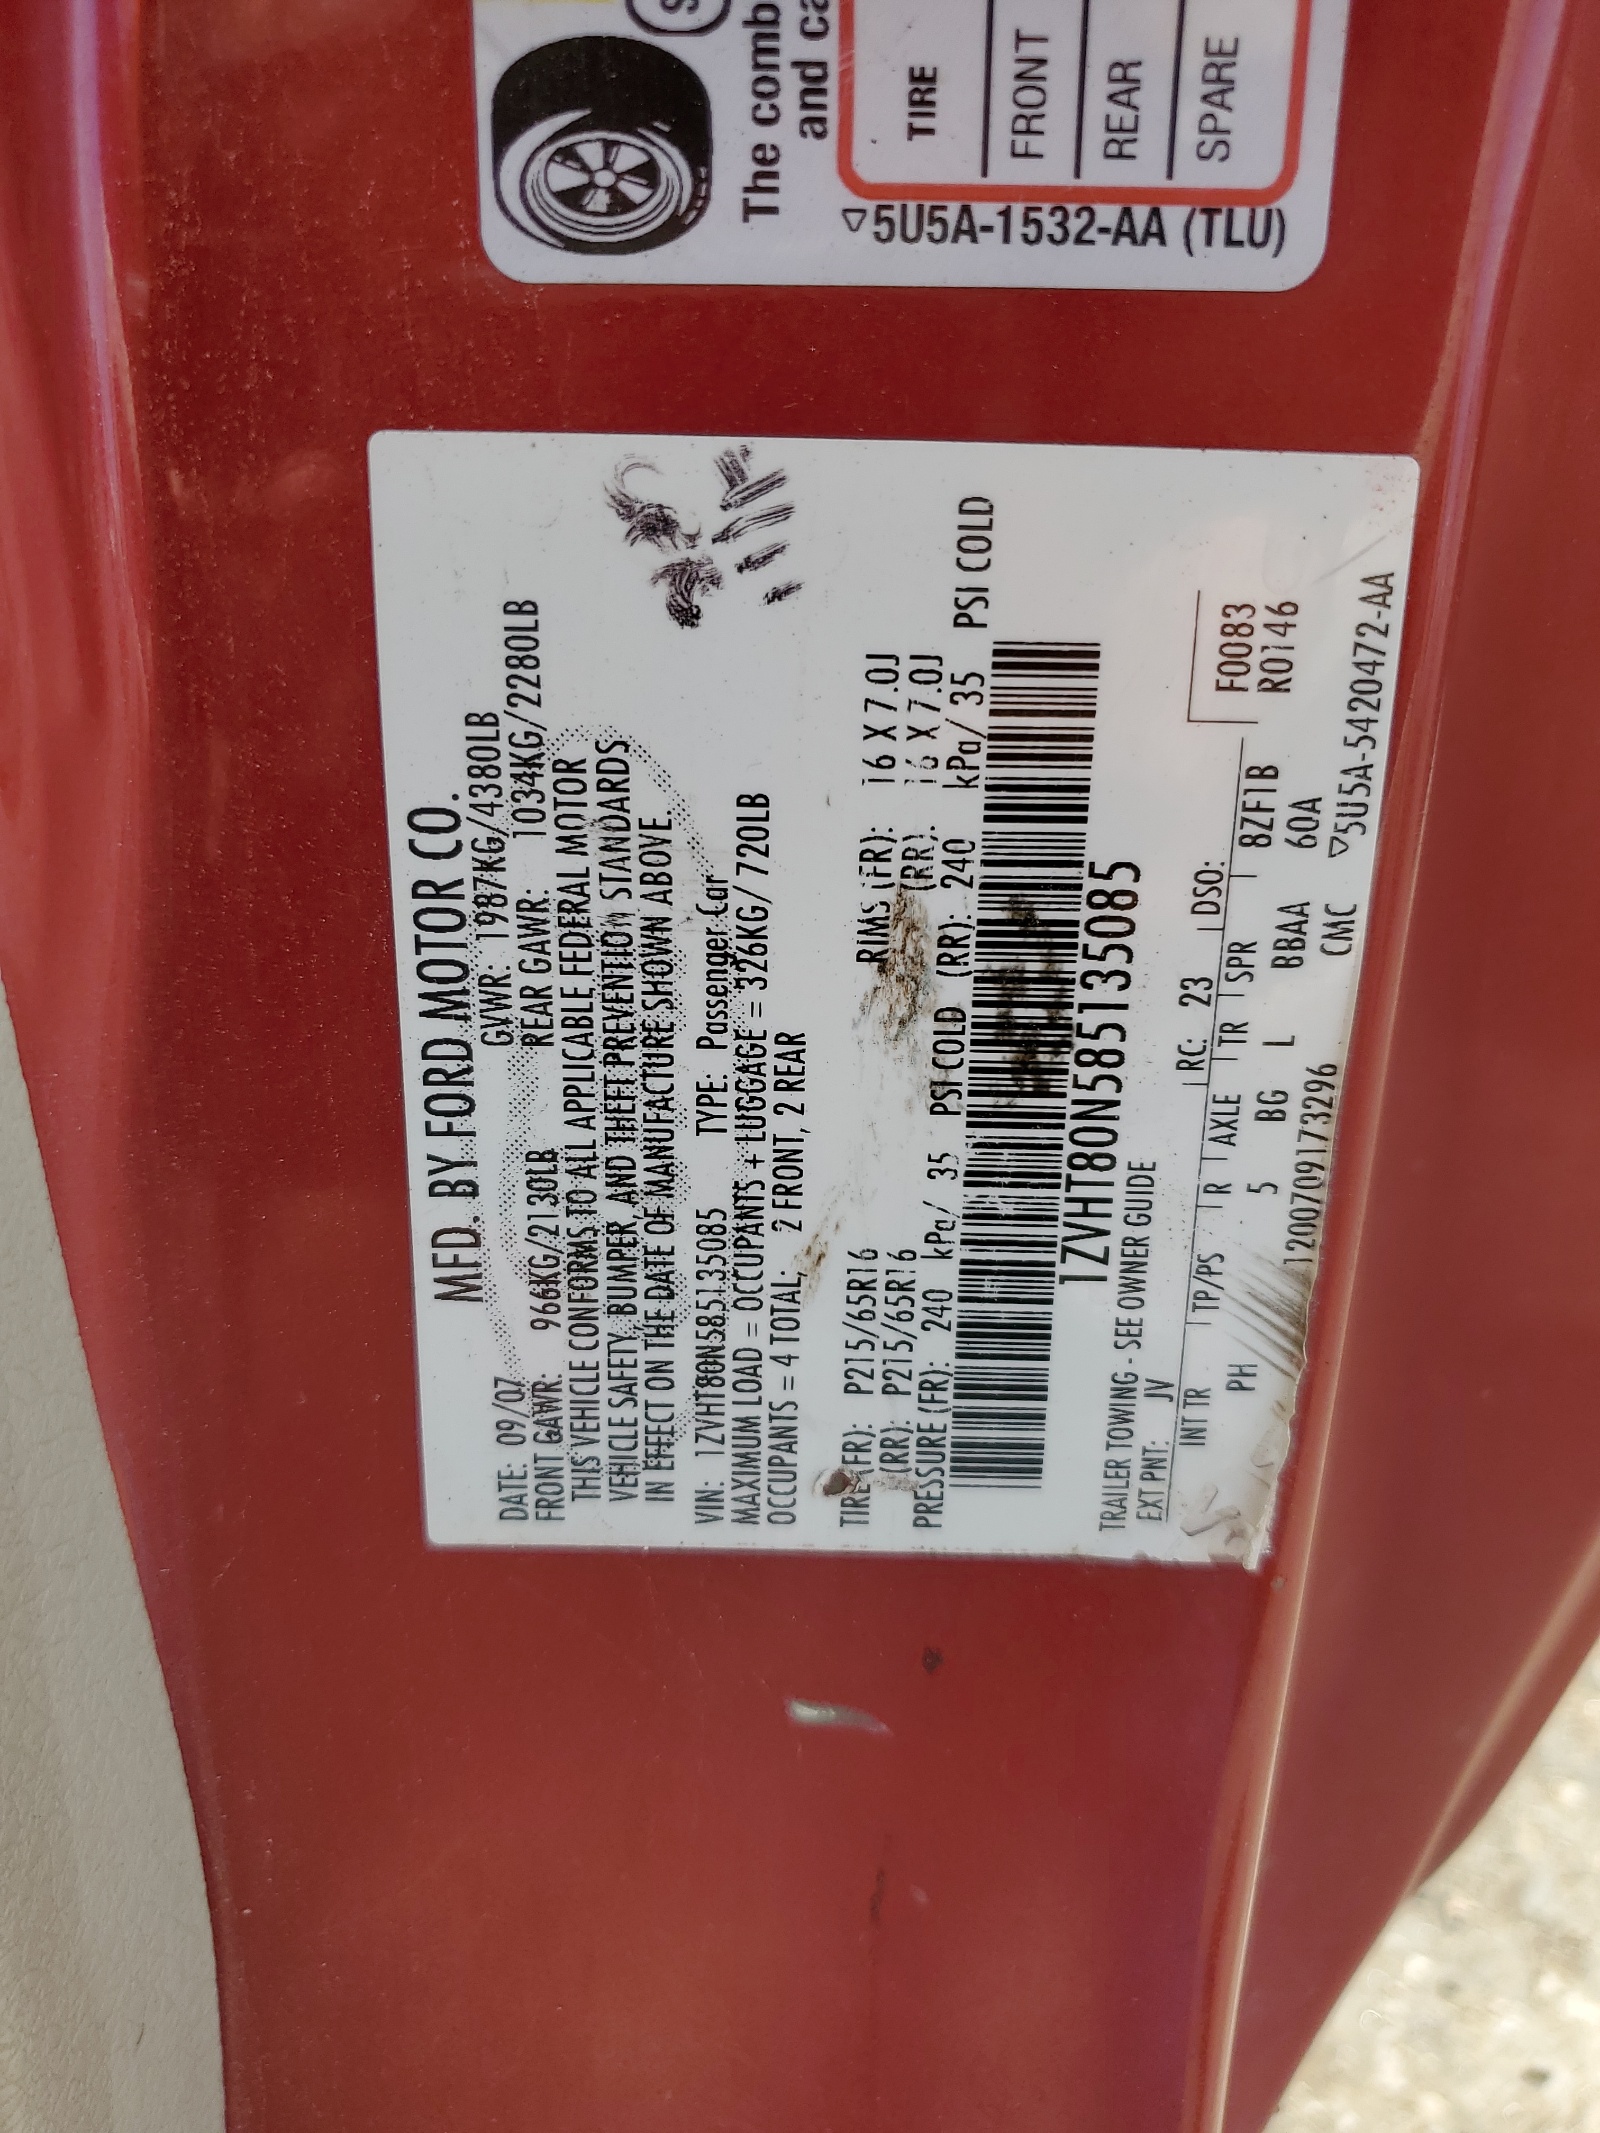 MFD. BY FORD MOTOR CO.
DATE: 09/07 GVWR: 1987KG/4380LB
FRONT GAWR: 966KG/2130LB REAR GAWR: 1034KG/2280LB
THIS VEHICLE CONFORMS TO ALL APPLICABLE FEDERAL MOTOR
VEHICLE SAFETY, BUMPER, AND THEFT PREVENTION STANDARDS
IN EFFECT ON THE DATE OF MANUFACTURE SHOWN ABOVE.
VIN: 1ZVHT80N585135085 TYPE: Passenger Car
MAXIMUM LOAD = OCCUPANTS + LUGGAGE = 326KG/ 720LB
OCCUPANTS = 4 TOTAL, 2 FRONT, 2 REAR
TIRE (FR): P215/65R16 RIMS (FR): 16 X 7.0J
(RR): P215/65R16 (RR): 16 X 7.0J
PRESSURE (FR): 240 kPa/ 35 PSI COLD (RR): 240 kPa/ 35 PSI COLD
1ZVHT80N585135085
TRAILER TOWING - SEE OWNER GUIDE
EXT PNT: JV RC: 23 DSO:
INT TR TP/PS R AXLE TR SPR
F0083
R0146
PH 5 BG L BBAA 8ZF1B
60A
1200709173296 CMC ▽5U5A-5420472-AA
The comb
and ca
TIRE
FRONT
REAR
SPARE
▽5U5A-1532-AA (TLU)